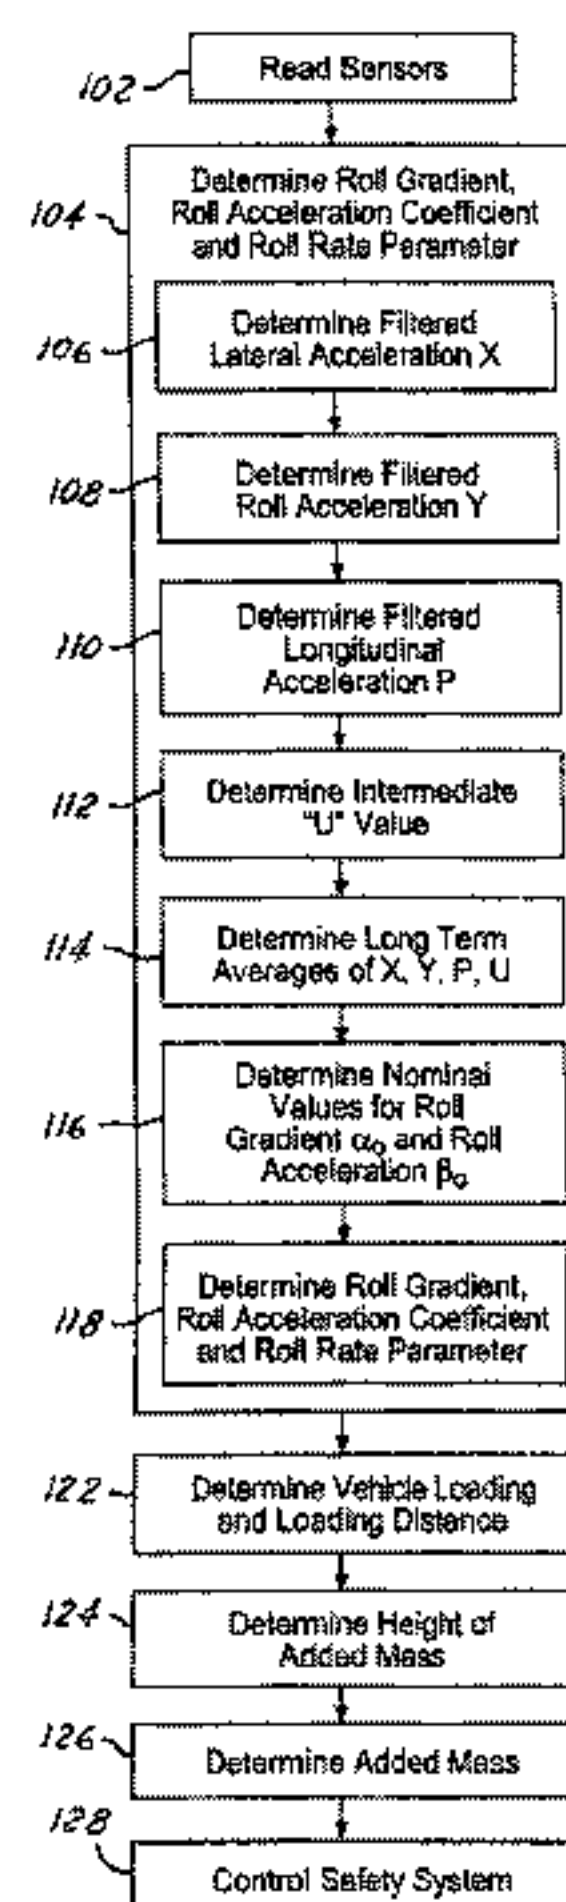 102
Read Sensors
104
Determine Roll Gradient,
Roll Acceleration Coefficient
and Roll Rate Parameter
106
Determine Filtered
Lateral Acceleration X
108
Determine Filtered
Roll Acceleration Y
110
Determine Filtered
Longitudinal
Acceleration P
112
Determine Intermediate
"U" Value
114
Determine Long Term
Averages of X, Y, P, U
116
Determine Nominal
Values for Roll
Gradient α₀ and Roll
Acceleration β₀
118
Determine Roll Gradient,
Roll Acceleration Coefficient
and Roll Rate Parameter
122
Determine Vehicle Loading
and Loading Distance
124
Determine Height of
Added Mass
126
Determine Added Mass
128
Control Safety System